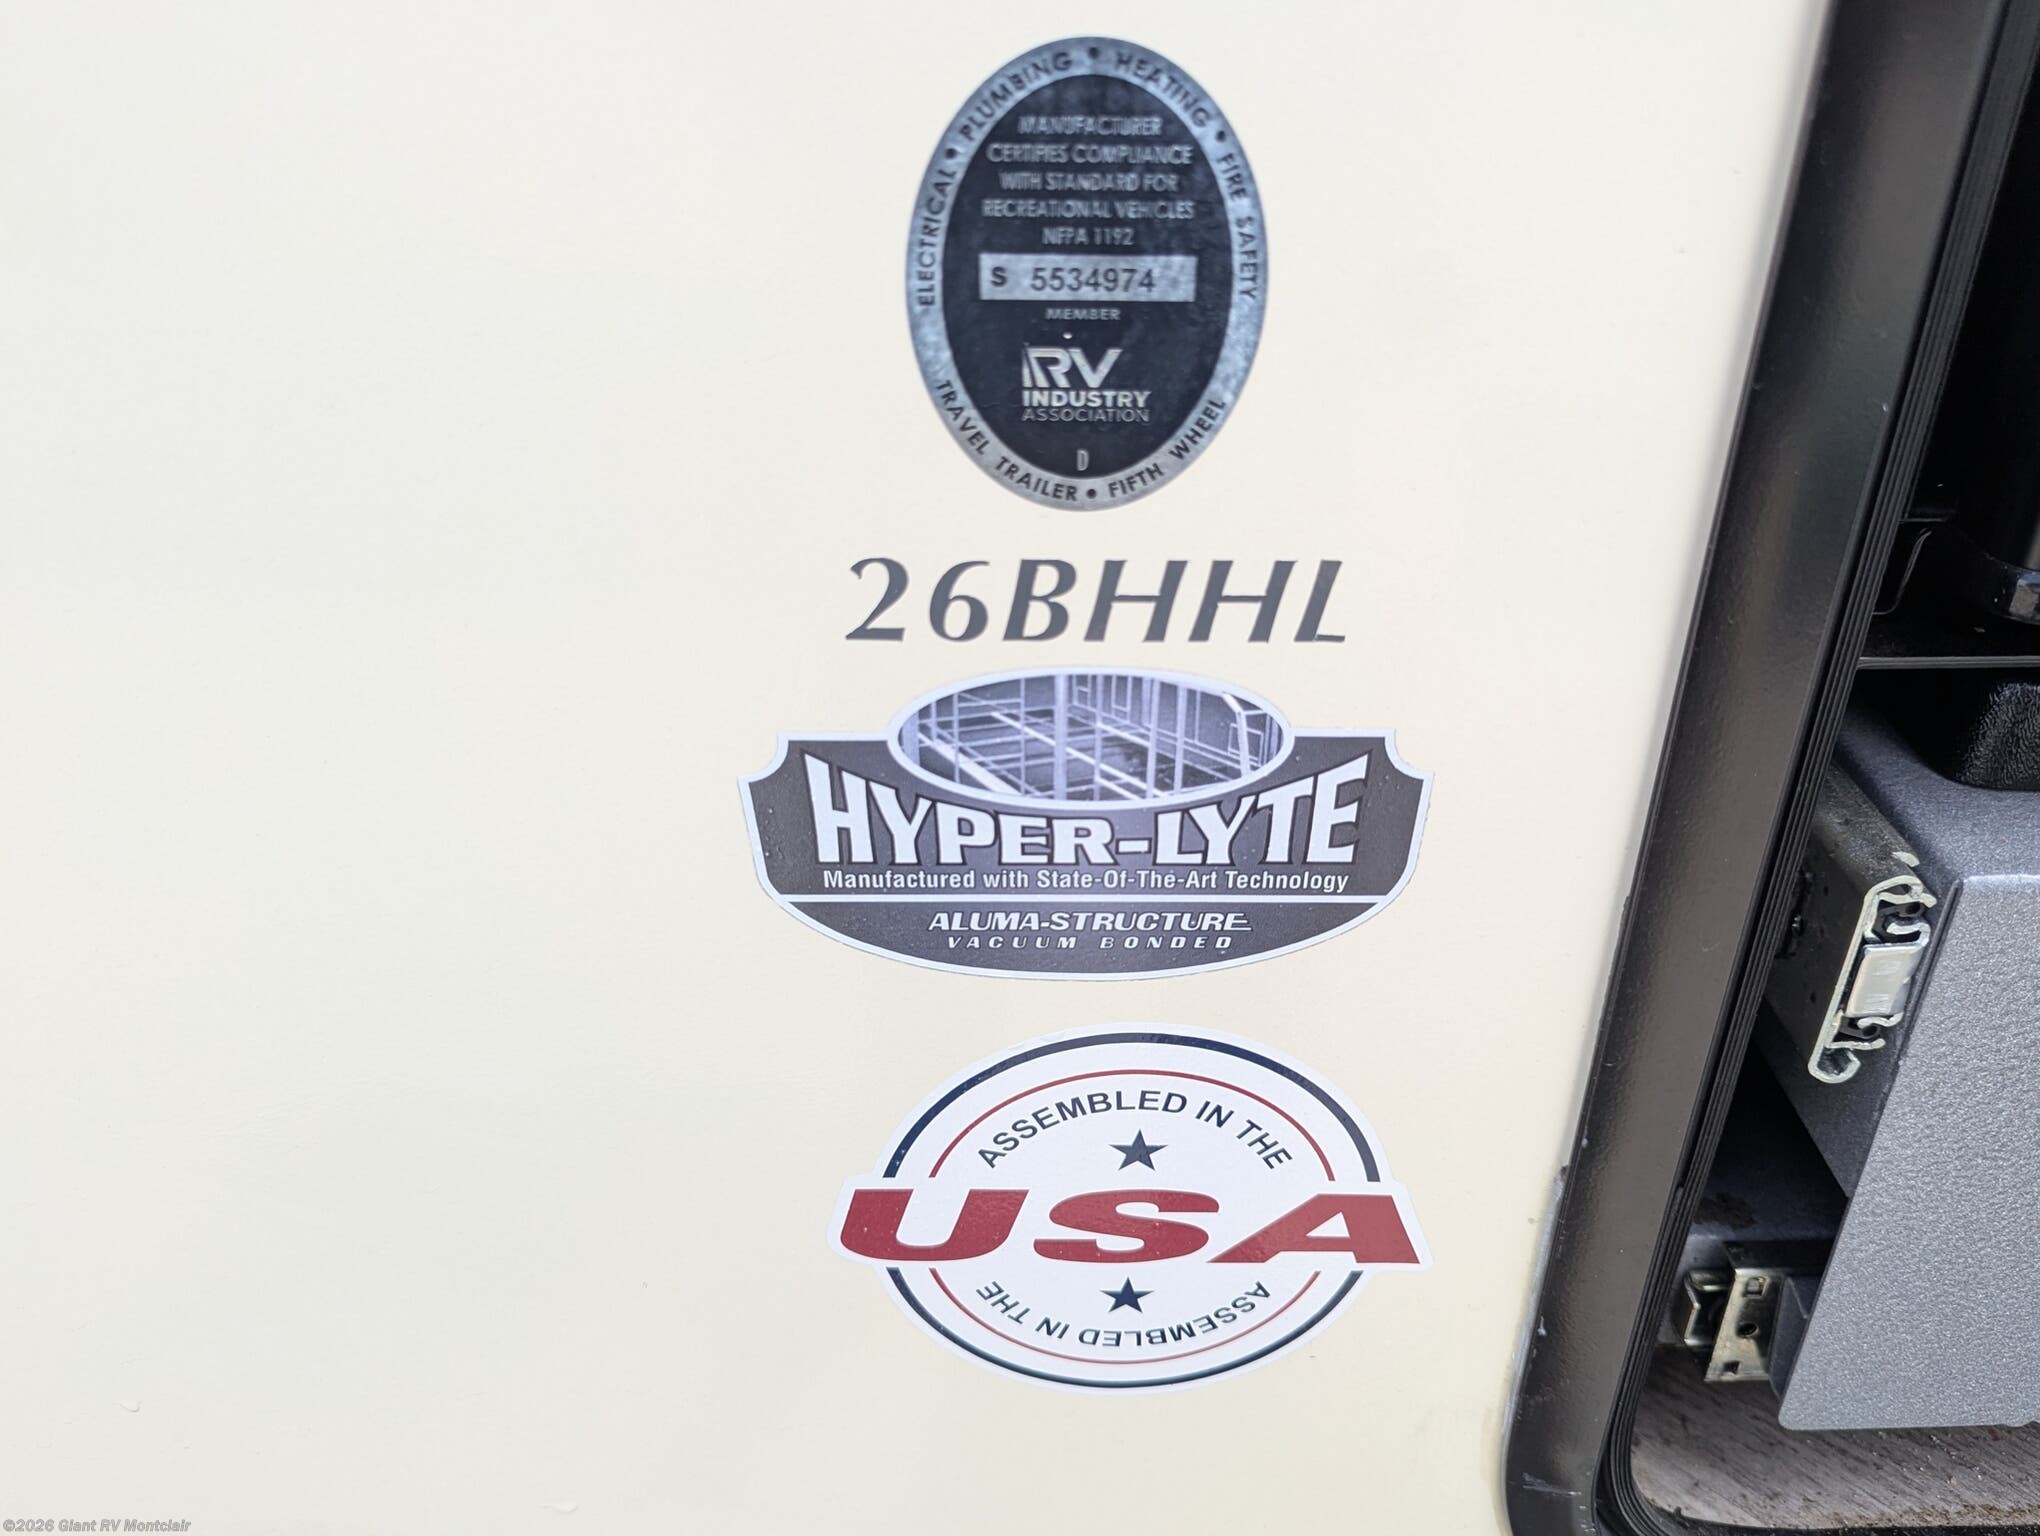 ELECTRICAL • PLUMBING • HEATING • FIRE SAFETY
MANUFACTURER
CERTIFIES COMPLIANCE
WITH STANDARD FOR
RECREATIONAL VEHICLES
NFPA 1192
S 5534974
MEMBER
RV
INDUSTRY
ASSOCIATION
D
TRAVEL TRAILER • FIFTH WHEEL
26BHHL
HYPER-LYTE
Manufactured with State-Of-The-Art Technology
ALUMA-STRUCTURE
VACUUM BONDED
ASSEMBLED IN THE
USA
ASSEMBLED IN THE
©2026 Giant RV Montclair